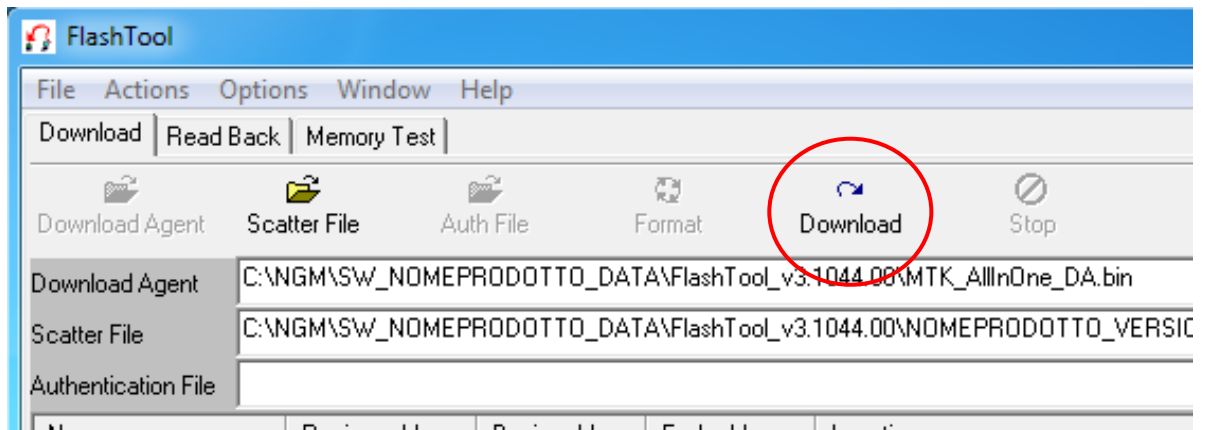 FlashTool
File Actions Options Window Help
Download Read Back Memory Test
Download Agent Scatter File Auth File Format Download Stop
Download Agent C:\NGM\SW_NOMEPRODOTTO_DATA\FlashTool_v3.1044.00\MTK_AllInOne_DA.bin
Scatter File C:\NGM\SW_NOMEPRODOTTO_DATA\FlashTool_v3.1044.00\NOMEPRODOTTO_VERSIO
Authentication File